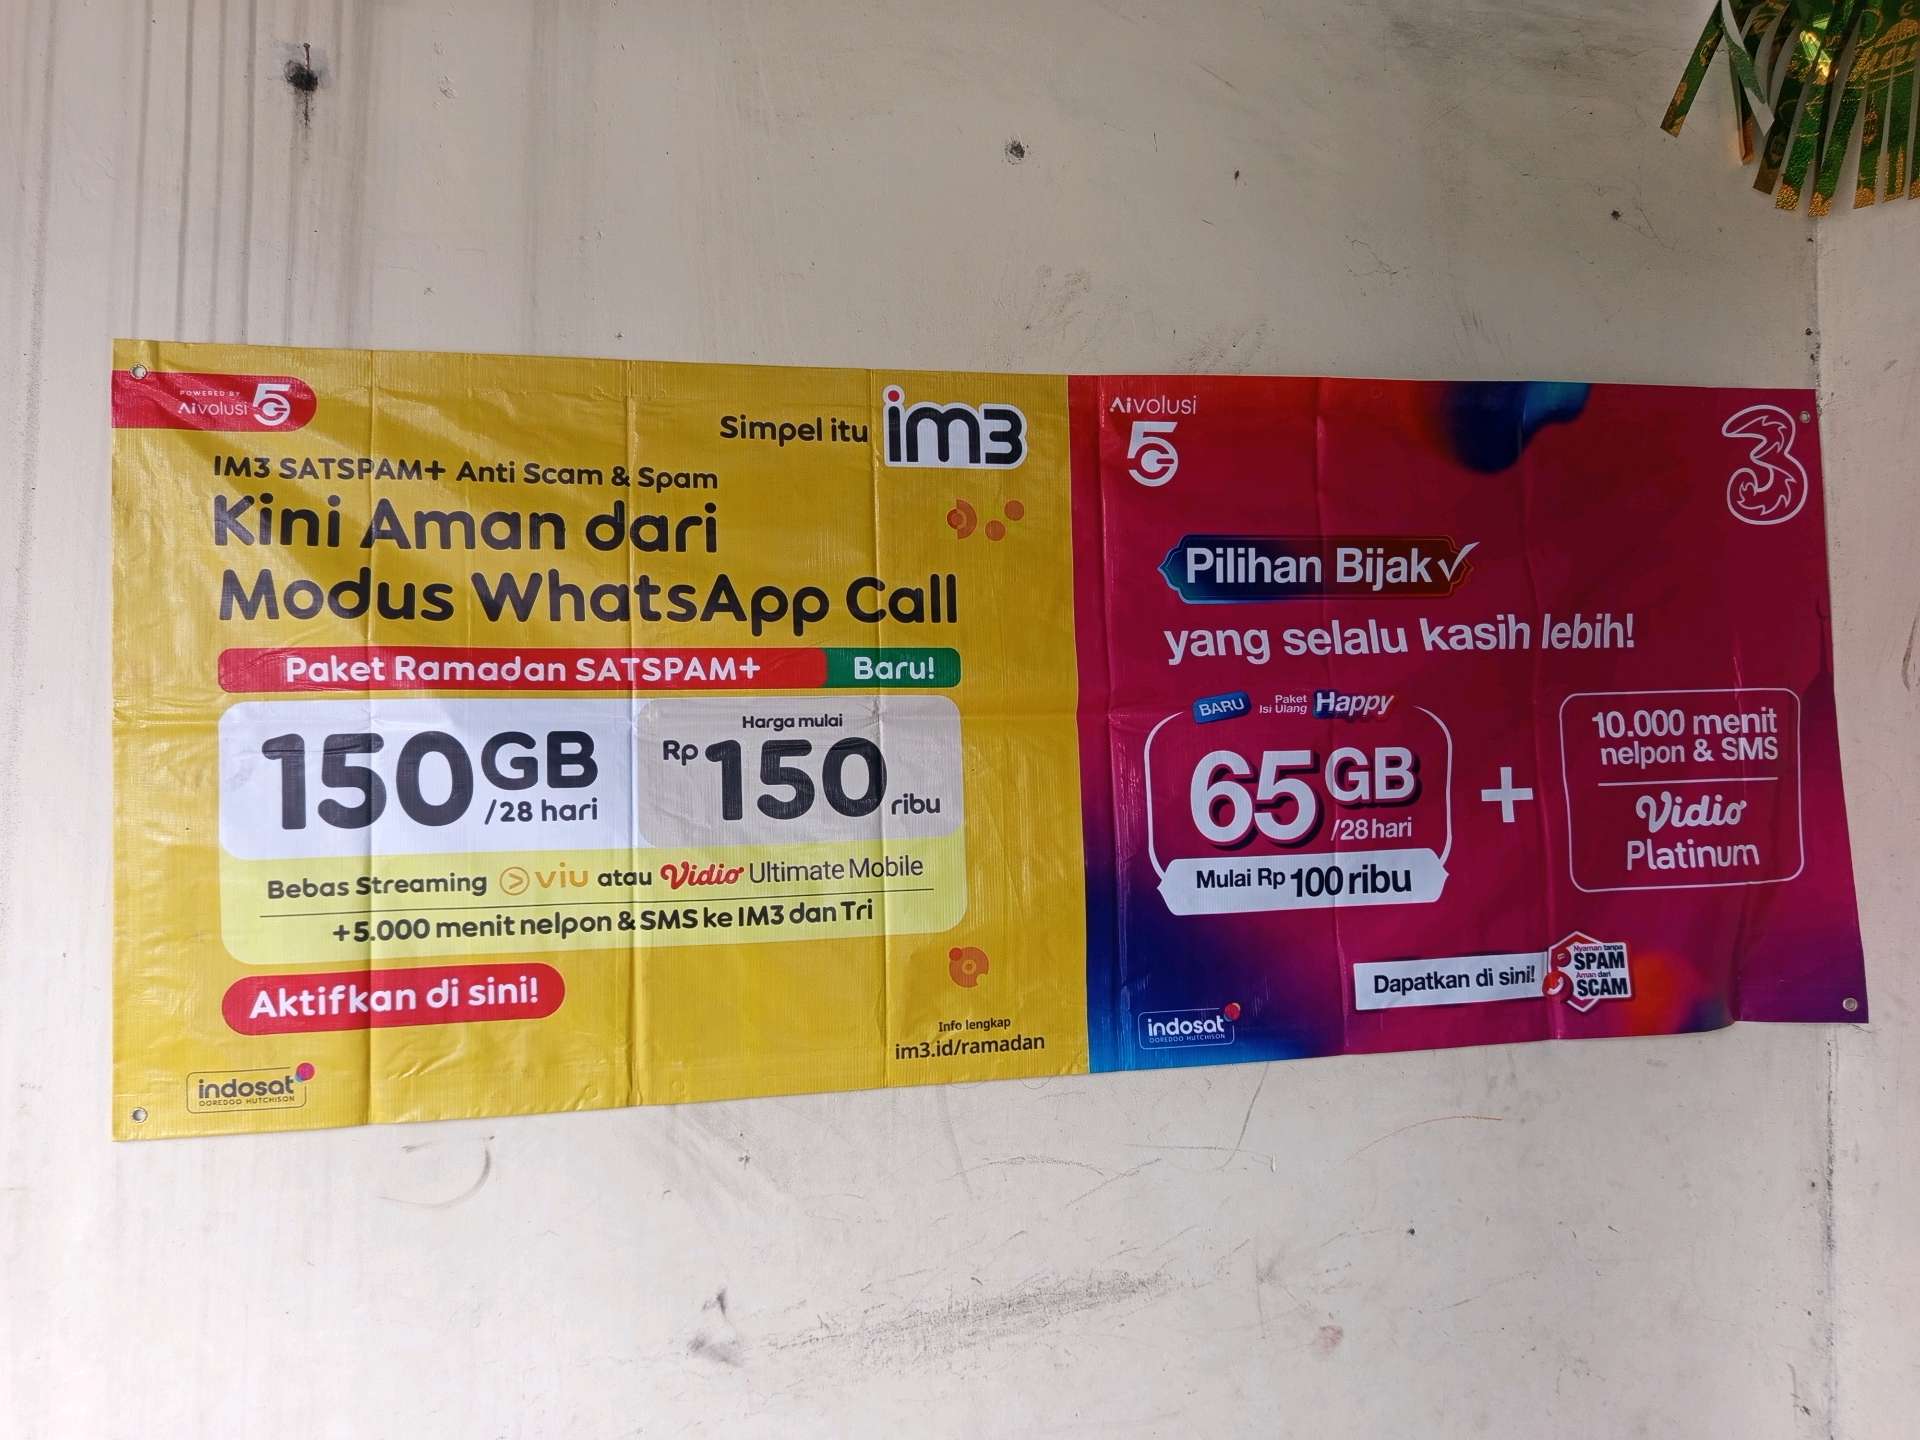 POWERED BY
Aivolusi 5G
Simpel itu im3
IM3 SATSPAM+ Anti Scam & Spam
Kini Aman dari
Modus WhatsApp Call
Paket Ramadan SATSPAM+ Baru!
150GB /28 hari
Harga mulai
Rp 150 ribu
Bebas Streaming viu atau Vidio Ultimate Mobile
+5.000 menit nelpon & SMS ke IM3 dan Tri
Aktifkan di sini!
Info lengkap
im3.id/ramadan
indosat
OOREDOO HUTCHISON
Aivolusi
5G
3
Pilihan Bijak
yang selalu kasih lebih!
BARU Paket Isi Ulang Happy
65GB /28 hari
Mulai Rp 100 ribu
+
10.000 menit
nelpon & SMS
Vidio
Platinum
Dapatkan di sini!
Nyaman tanpa
SPAM
Aman dari
SCAM
indosat
OOREDOO HUTCHISON